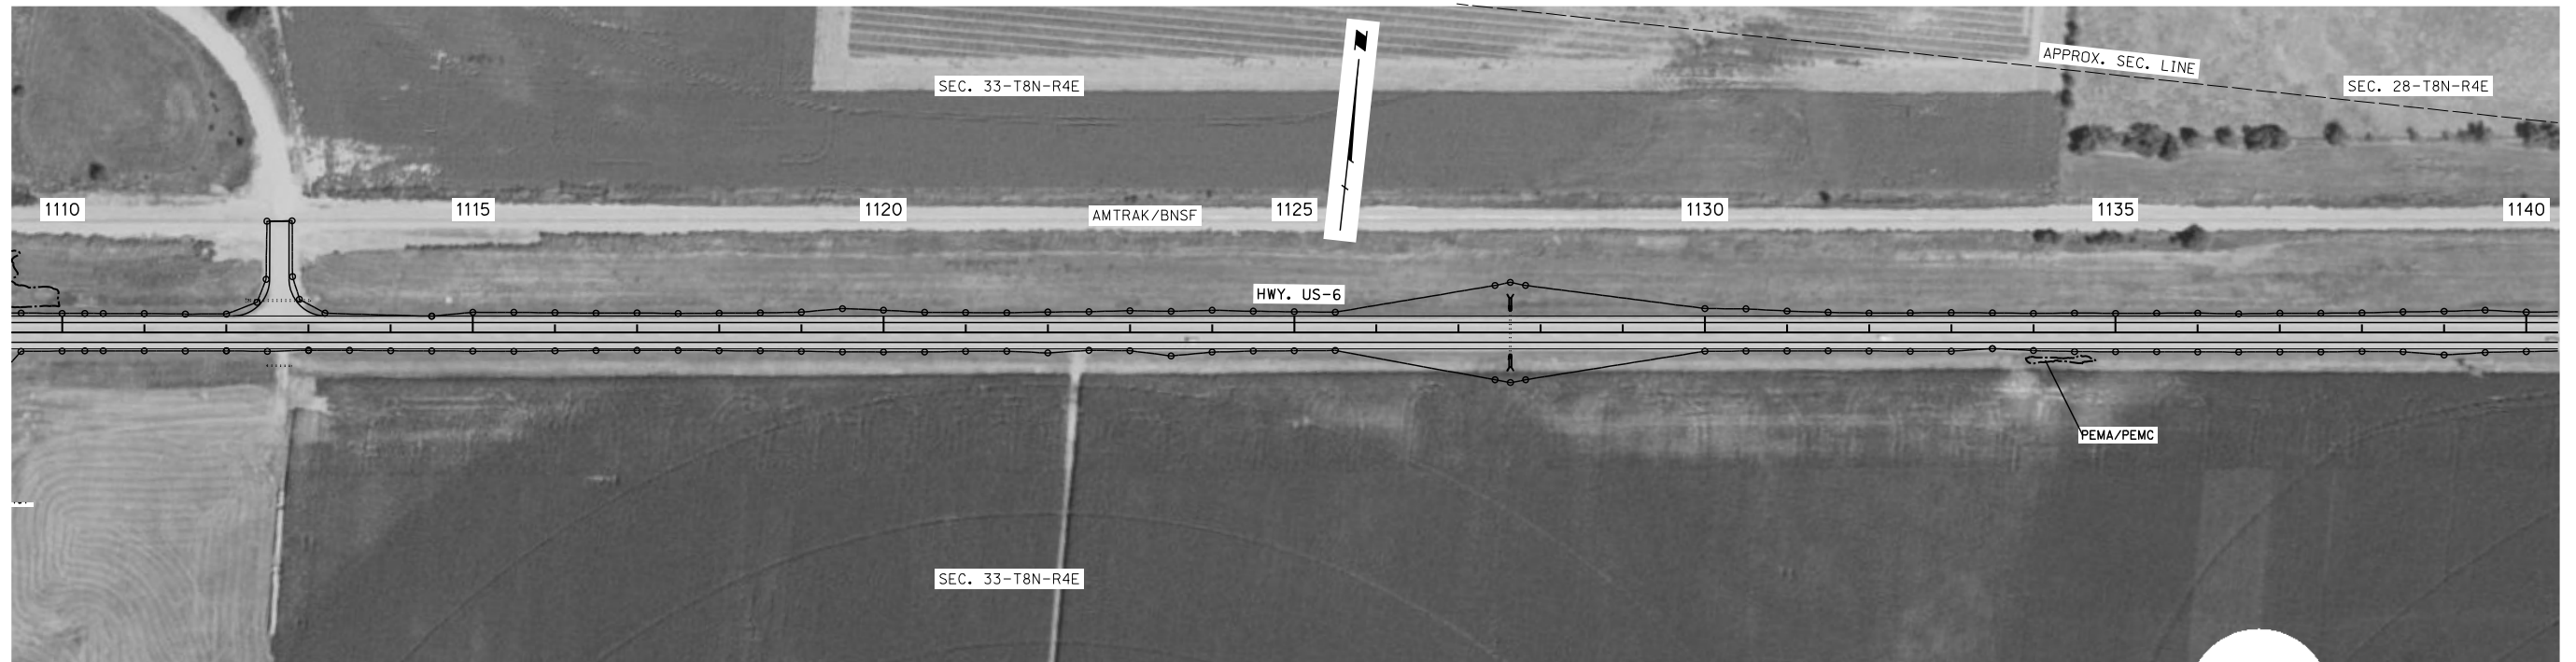 APPROX. SEC. LINE
SEC. 33-T8N-R4E
SEC. 28-T8N-R4E
1110
1115
1120
AMTRAK/BNSF
1125
1130
1135
1140
HWY. US-6
PEMA/PEMC
SEC. 33-T8N-R4E